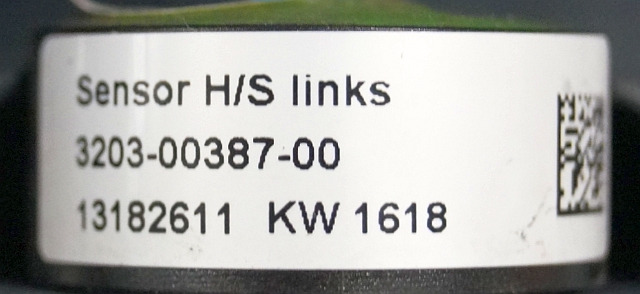 Sensor H/S links
3203-00387-00
13182611 KW 1618